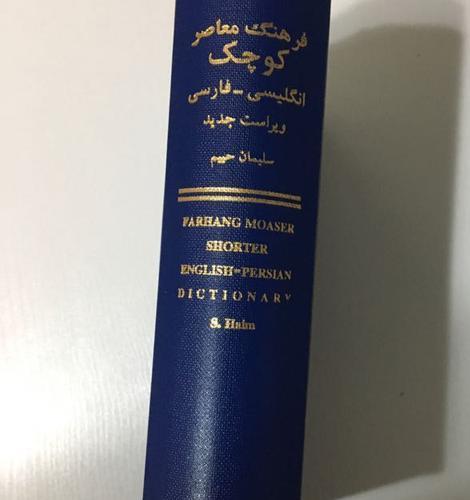 فرهنگ معاصر
کوچک
انگلیسی - فارسی
ویراست جدید
سلیمان حییم
FARHANG MOASER
SHORTER
ENGLISH-PERSIAN
DICTIONARY
S. Haim